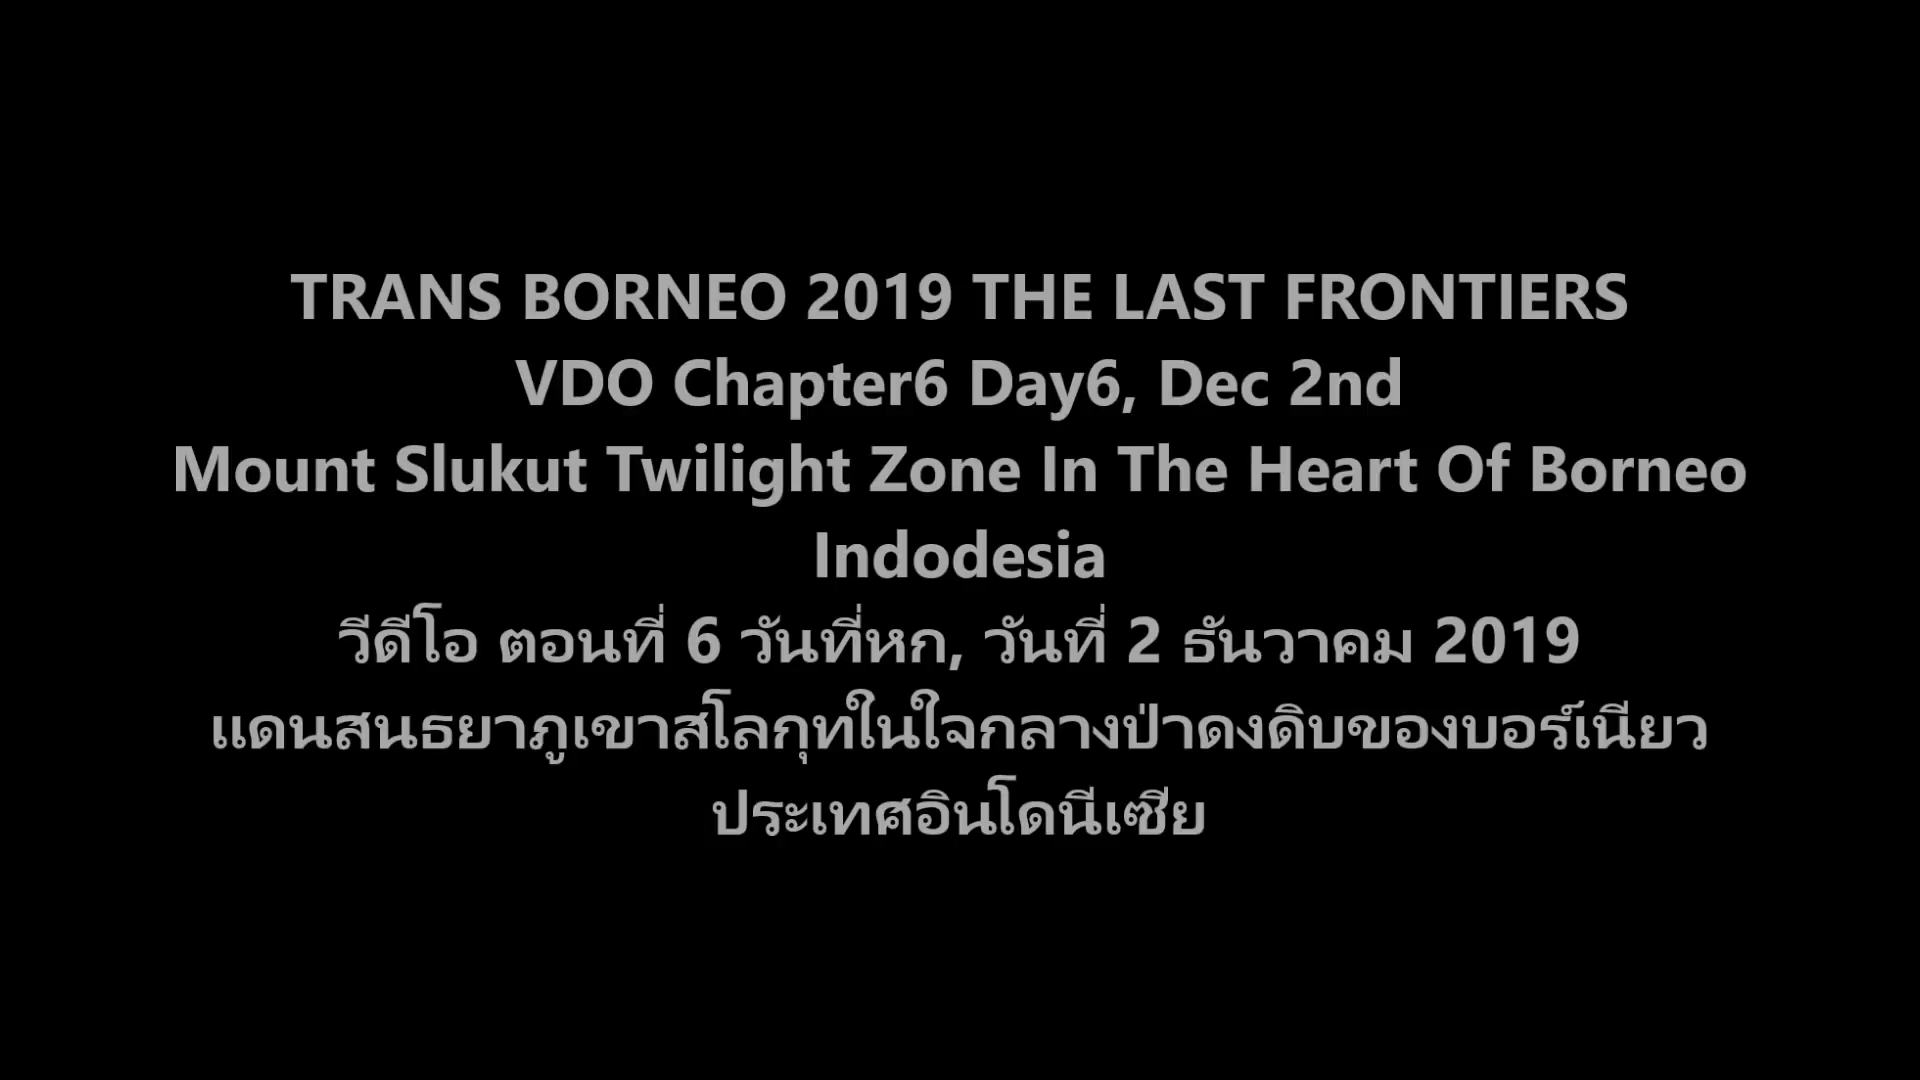 TRANS BORNEO 2019 THE LAST FRONTIERS
VDO Chapter6 Day6, Dec 2nd
Mount Slukut Twilight Zone In The Heart Of Borneo
Indodesia
วีดีโอ ตอนที่ 6 วันที่หก, วันที่ 2 ธันวาคม 2019
แดนสนธยาภูเขาสโลกุทในใจกลางป่าดงดิบของบอร์เนียว
ประเทศอินโดนีเซีย